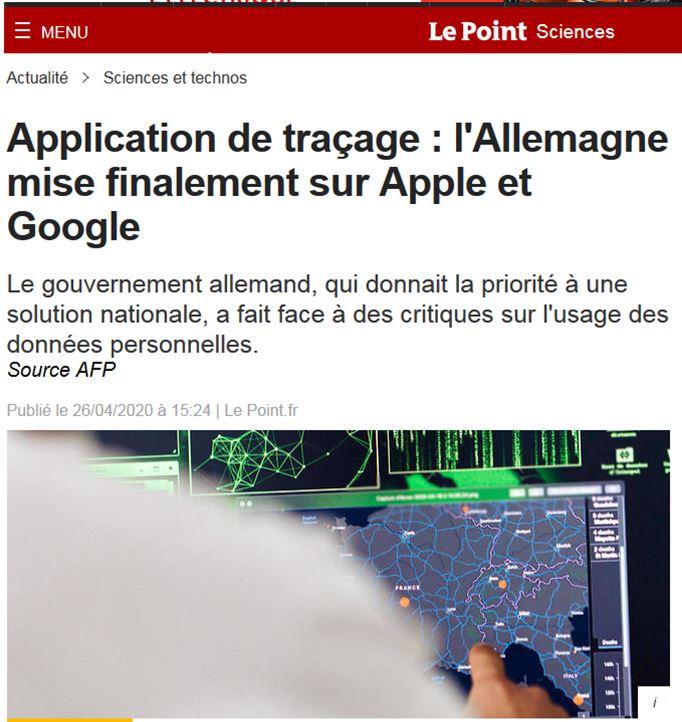 MENU
Le Point Sciences
Actualité > Sciences et technos
Application de traçage : l'Allemagne
mise finalement sur Apple et
Google
Le gouvernement allemand, qui donnait la priorité à une
solution nationale, a fait face à des critiques sur l'usage des
données personnelles.
Source AFP
Publié le 26/04/2020 à 15:24 | Le Point.fr
FRANCE
ITALY
i